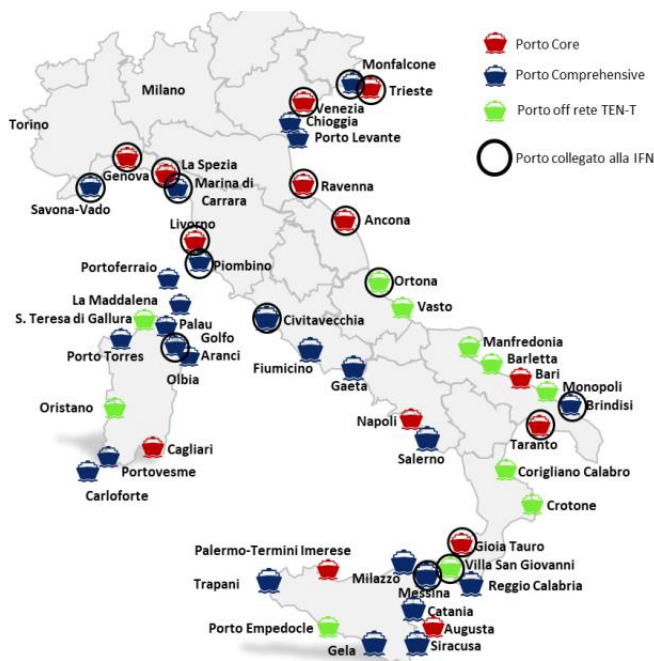 Monfalcone
Porto Core
Milano
Trieste
Porto Comprehensive
Venezia
Chioggia
Porto off rete TEN-T
Torino
Porto Levante
La Spezia
Porto collegato alla IFN
Genova
Marina di
Carrara
Ravenna
Savona-Vado
Livorno
Ancona
Portoferraio
Piombino
Ortona
La Maddalena
Vasto
S. Teresa di Gallura
Palau
Civitavecchia
Golfo
Aranci
Manfredonia
Porto Torres
Barletta
Fiumicino
Bari
Olbia
Gaeta
Monopoli
Oristano
Brindisi
Napoli
Taranto
Cagliari
Salerno
Portovesme
Corigliano Calabro
Carloforte
Crotone
Gioia Tauro
Palermo-Termini Imerese
Villa San Giovanni
Trapani
Milazzo
Reggio Calabria
Messina
Catania
Porto Empedocle
Augusta
Gela
Siracusa